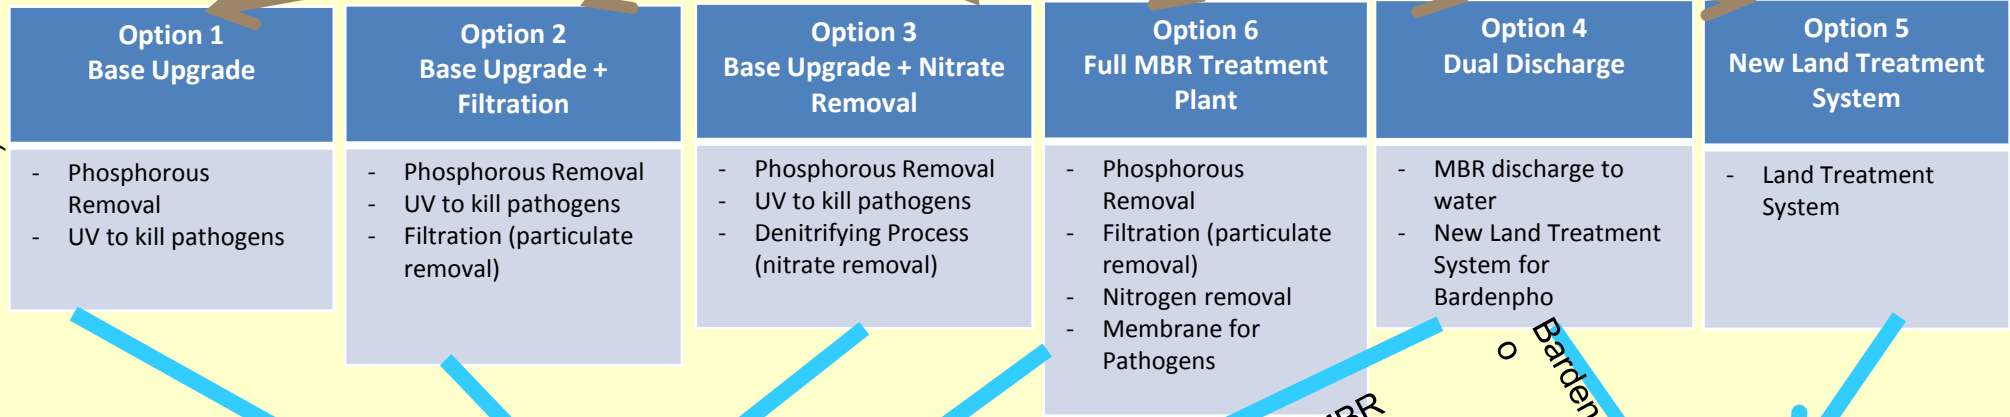 Option 1
Base Upgrade
- Phosphorous
Removal
- UV to kill pathogens
Option 2
Base Upgrade +
Filtration
- Phosphorous Removal
- UV to kill pathogens
- Filtration (particulate
removal)
Option 3
Base Upgrade + Nitrate
Removal
- Phosphorous Removal
- UV to kill pathogens
- Denitrifying Process
(nitrate removal)
Option 6
Full MBR Treatment
Plant
- Phosphorous
Removal
- Filtration (particulate
removal)
- Nitrogen removal
- Membrane for
Pathogens
Option 4
Dual Discharge
- MBR discharge to
water
- New Land Treatment
System for
Bardenpho
Option 5
New Land Treatment
System
- Land Treatment
System
MBR
Barden
o